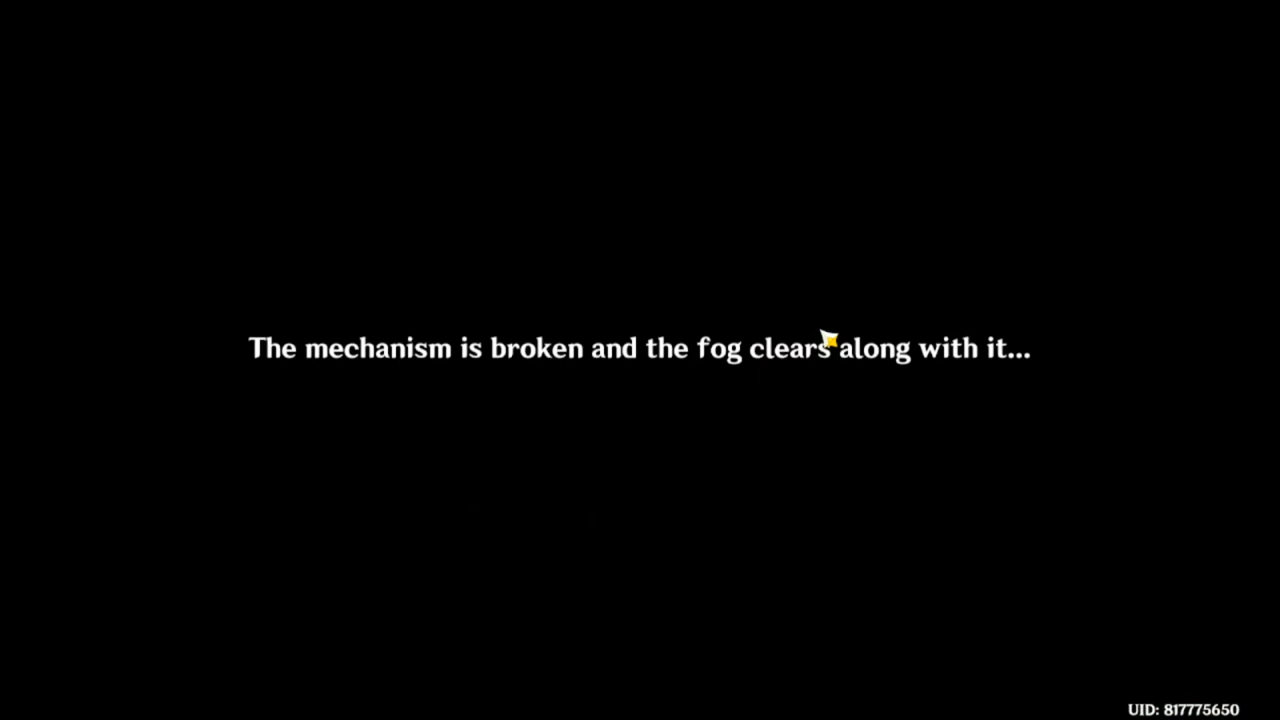 The mechanism is broken and the fog clears along with it...
UID: 817775650